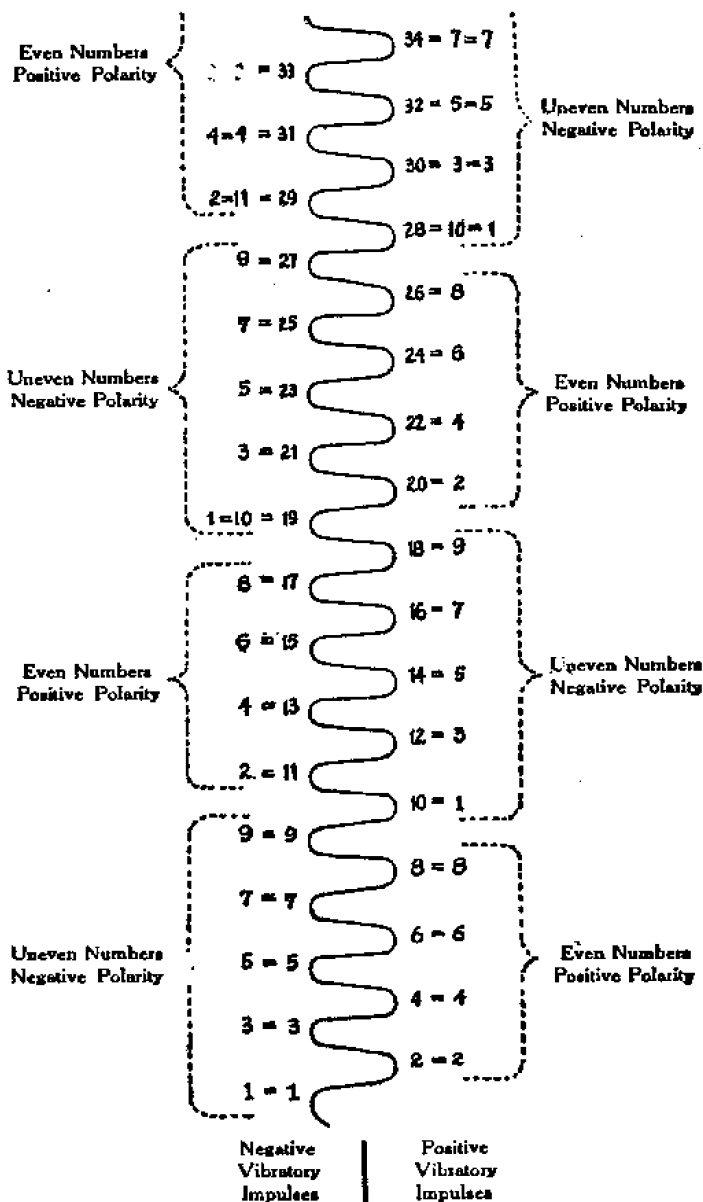 34 = 7 = 7
Even Numbers
Positive Polarity
= 33
32 = 5 = 5
Uneven Numbers
Negative Polarity
4 = 4 = 31
30 = 3 = 3
2 = 11 = 29
28 = 10 = 1
9 = 27
26 = 8
7 = 25
24 = 6
Uneven Numbers
Negative Polarity
5 = 23
Even Numbers
Positive Polarity
22 = 4
3 = 21
20 = 2
1 = 10 = 19
18 = 9
8 = 17
16 = 7
6 = 15
Even Numbers
Positive Polarity
14 = 5
Uneven Numbers
Negative Polarity
4 = 13
12 = 3
2 = 11
10 = 1
9 = 9
8 = 8
7 = 7
6 = 6
Uneven Numbers
Negative Polarity
5 = 5
Even Numbers
Positive Polarity
4 = 4
3 = 3
2 = 2
1 = 1
Negative
Vibratory
Impulses
Positive
Vibratory
Impulses